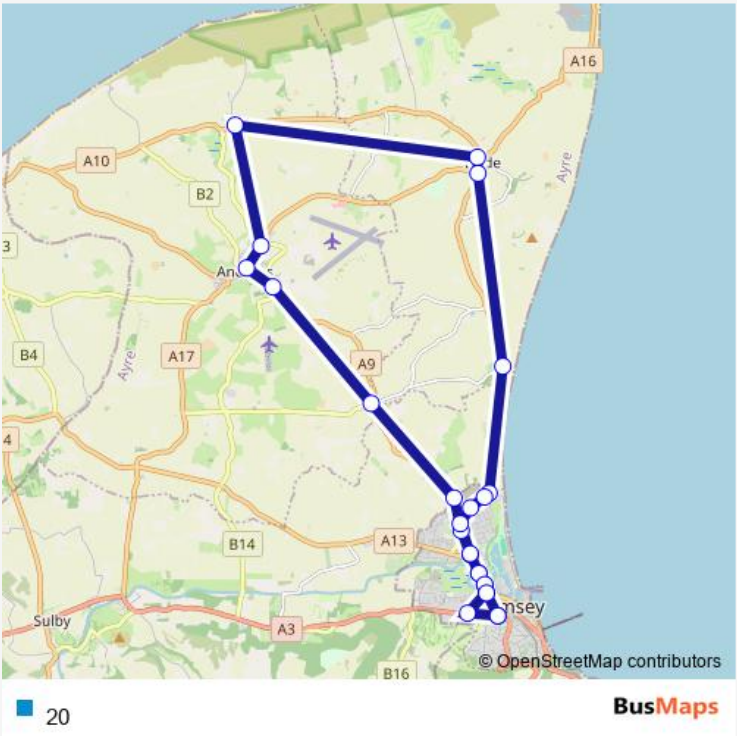 A16
A10
Ayre
B2
3
B4
A17
Ayre
A9
4
B14
A13
Sulby
A3
B16
© OpenStreetMap contributors
20
BusMaps